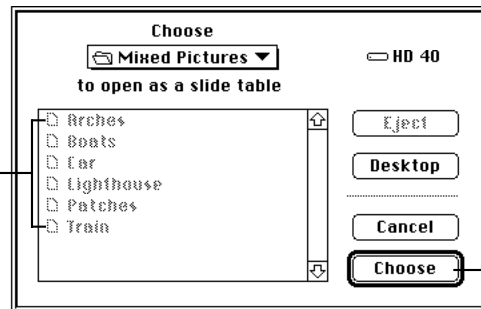 Choose
Mixed Pictures
to open as a slide table
HD 40
Arches
Boats
Car
Lighthouse
Patches
Train
Eject
Desktop
Cancel
Choose